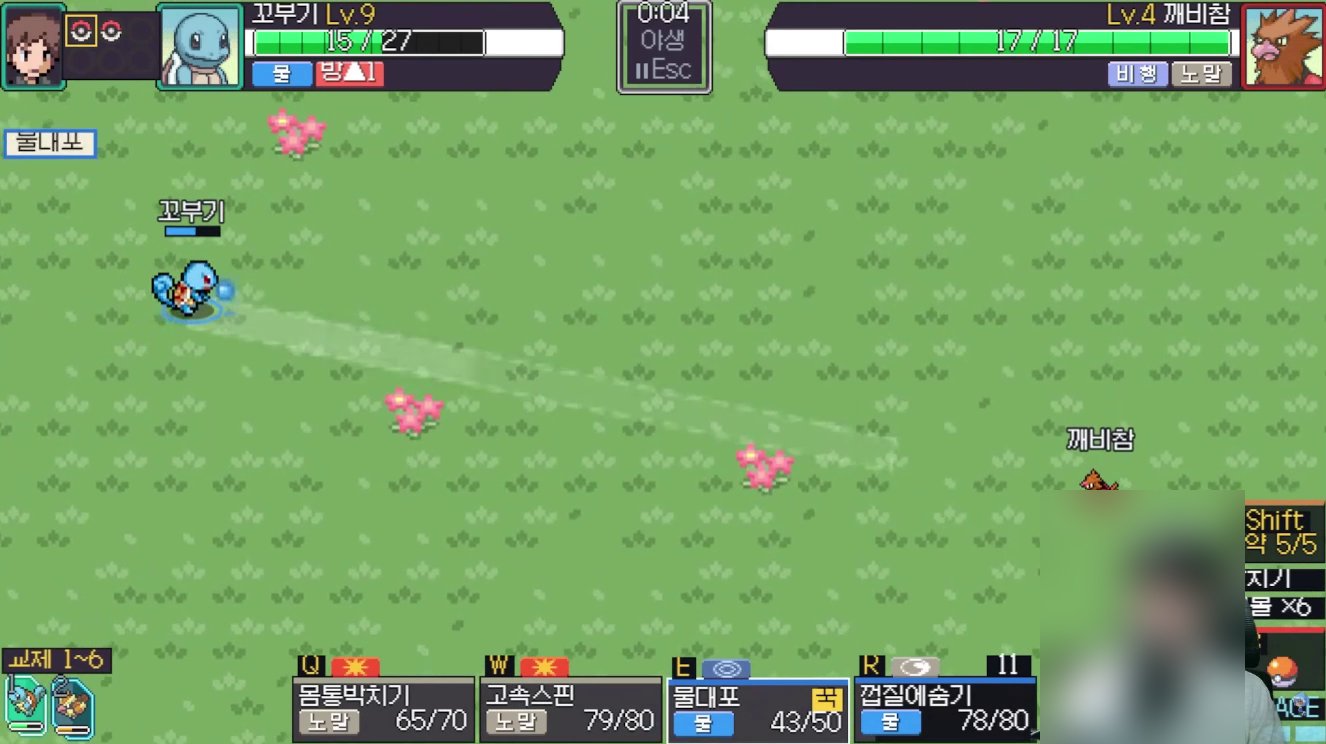 꼬부기 Lv.9
15 / 27
물 방▲1
0:04
야생
Esc
Lv.4 깨비참
17 / 17
비행 노말
물대포
꼬부기
깨비참
Shift
약 5/5
치기
볼 ×6
교체 1~6
Q
몸통박치기
노말 65/70
W
고속스핀
노말 79/80
E
물대포 꾹
물 43/50
R 11
껍질에숨기
물 78/80